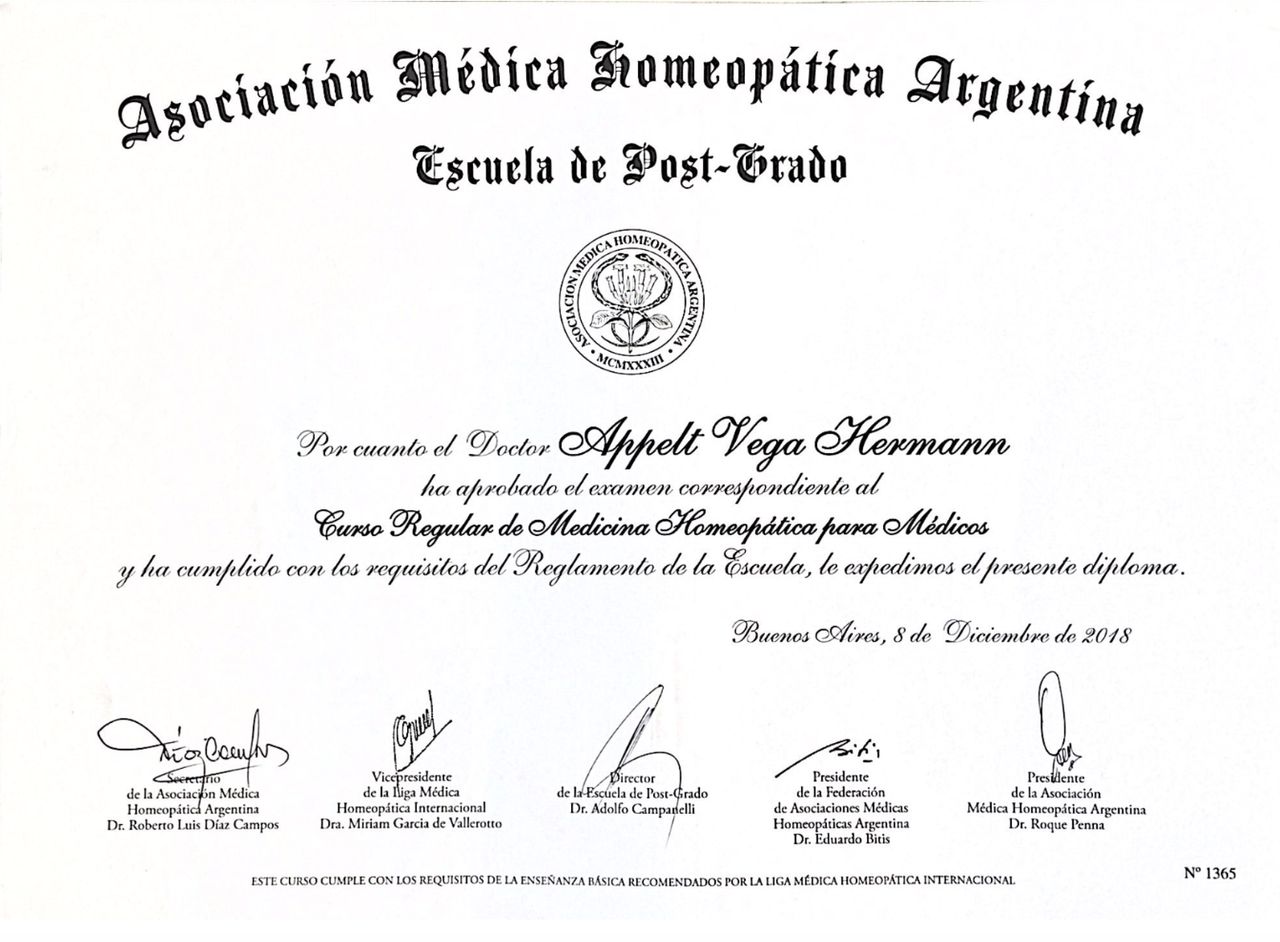 Asociación Médica Homeopática Argentina
Escuela de Post-Grado
ASOCIACION MEDICA HOMEOPATICA ARGENTINA
• MCMXXXIII •
Por cuanto el Doctor Appelt Vega Hermann
ha aprobado el examen correspondiente al
Curso Regular de Medicina Homeopática para Médicos
y ha cumplido con los requisitos del Reglamento de la Escuela, le expedimos el presente diploma.
Buenos Aires, 8 de Diciembre de 2018
Secretario
de la Asociación Médica
Homeopática Argentina
Dr. Roberto Luis Díaz Campos
Vicepresidente
de la Iliga Médica
Homeopática Internacional
Dra. Miriam Garcia de Vallerotto
Director
de la Escuela de Post-Grado
Dr. Adolfo Campanelli
Bitis
Presidente
de la Federación
de Asociaciones Médicas
Homeopáticas Argentina
Dr. Eduardo Bitis
Presidente
de la Asociación
Médica Homeopática Argentina
Dr. Roque Penna
ESTE CURSO CUMPLE CON LOS REQUISITOS DE LA ENSEÑANZA BÁSICA RECOMENDADOS POR LA LIGA MÉDICA HOMEOPÁTICA INTERNACIONAL
Nº 1365